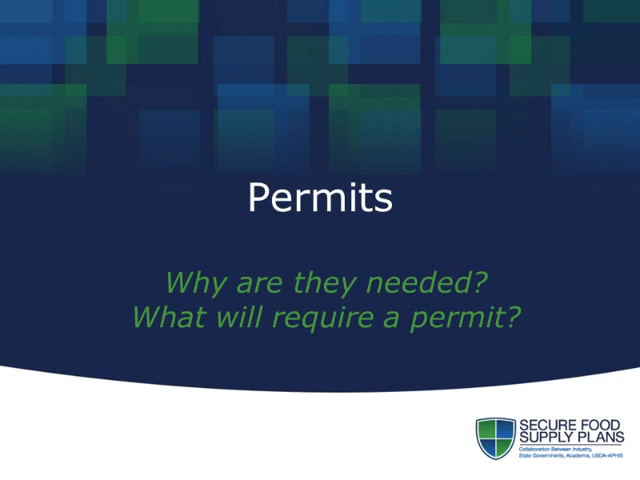 Permits
Why are they needed?
What will require a permit?
SECURE FOOD
SUPPLY PLANS
Collaboration Between Industry,
State Governments, Academia, USDA-APHIS